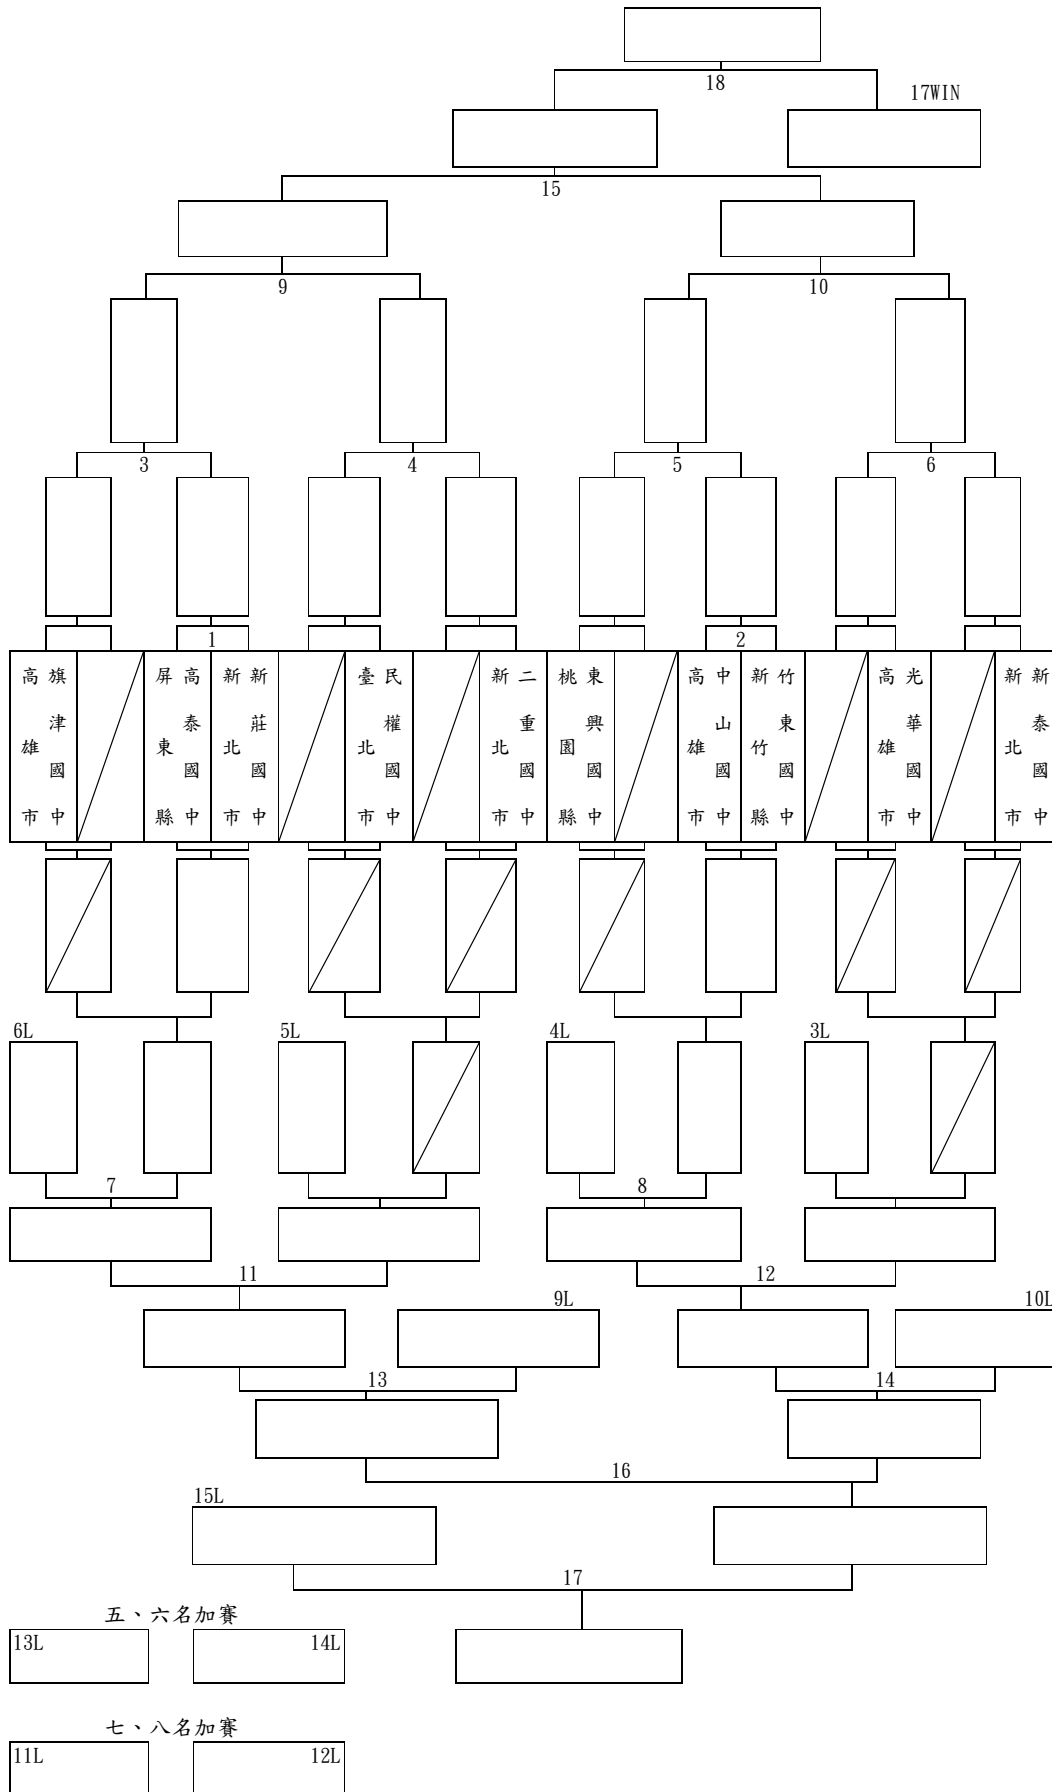 18
17WIN
15
9
10
3
4
5
6
1
2
高雄市
旗津國中
屏東縣
高泰國中
新北市
新莊國中
臺北市
民權國中
新北市
二重國中
桃園縣
東興國中
高雄市
中山國中
新竹縣
竹東國中
高雄市
光華國中
新北市
新泰國中
6L
5L
4L
3L
7
8
11
12
9L
10L
13
14
16
15L
17
五、六名加賽
13L
14L
七、八名加賽
11L
12L